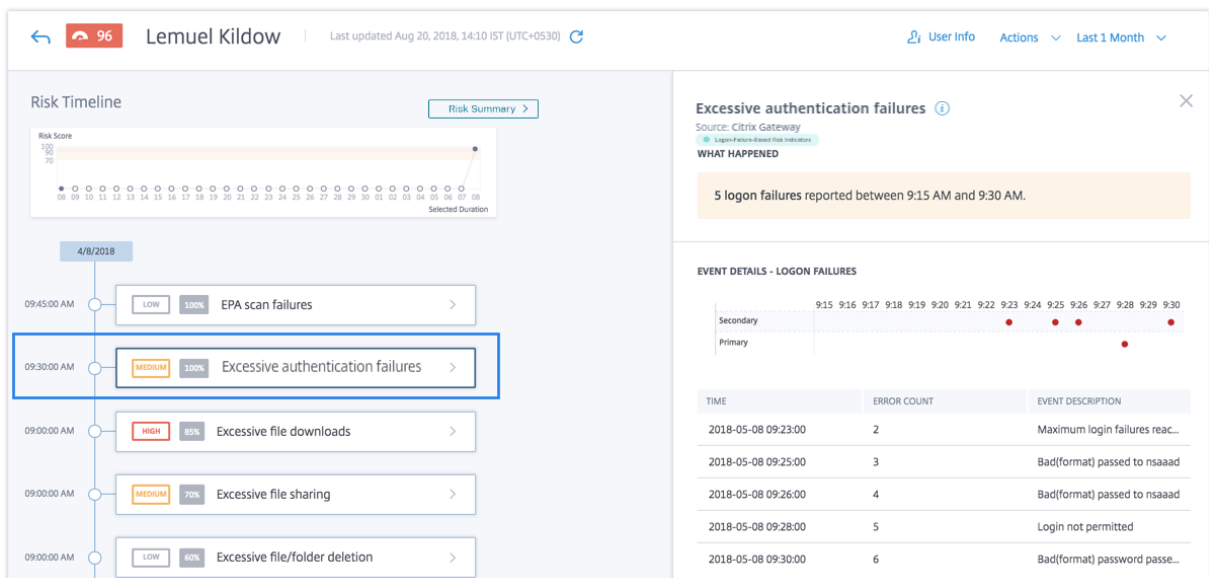 96 Lemuel Kildow Last updated Aug 20, 2018, 14:10 IST (UTC+0530) User Info Actions Last 1 Month
Risk Timeline
Risk Summary >
Risk Score
100
90
70
08 09 10 11 12 13 14 15 16 17 18 19 20 21 22 23 24 25 26 27 28 29 30 01 02 03 04 05 06 07 08
Selected Duration
4/8/2018
09:45:00 AM LOW 100% EPA scan failures
09:30:00 AM MEDIUM 100% Excessive authentication failures
09:00:00 AM HIGH 85% Excessive file downloads
09:00:00 AM MEDIUM 70% Excessive file sharing
09:00:00 AM LOW 60% Excessive file/folder deletion
Excessive authentication failures
Source: Citrix Gateway
Logon-Failure-Based Risk Indicators
WHAT HAPPENED
5 logon failures reported between 9:15 AM and 9:30 AM.
EVENT DETAILS - LOGON FAILURES
9:15 9:16 9:17 9:18 9:19 9:20 9:21 9:22 9:23 9:24 9:25 9:26 9:27 9:28 9:29 9:30
Secondary
Primary
TIME ERROR COUNT EVENT DESCRIPTION
2018-05-08 09:23:00 2 Maximum login failures reac...
2018-05-08 09:25:00 3 Bad(format) passed to nsaaad
2018-05-08 09:26:00 4 Bad(format) passed to nsaaad
2018-05-08 09:28:00 5 Login not permitted
2018-05-08 09:30:00 6 Bad(format) password passe...